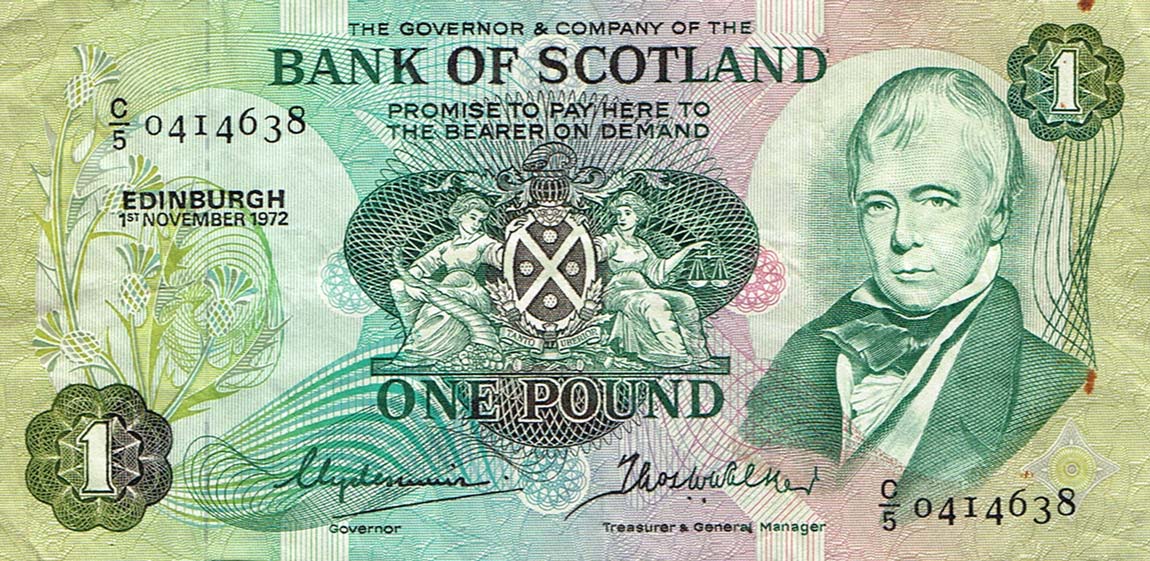 THE GOVERNOR & COMPANY OF THE
BANK OF SCOTLAND
PROMISE TO PAY HERE TO
THE BEARER ON DEMAND
1
C/5 0414638
EDINBURGH
1ST NOVEMBER 1972
TANTO UBERIOR
ONE POUND
1
Clydesmuir
Thos W Walker
Governor
Treasurer & General Manager
C/5 0414638